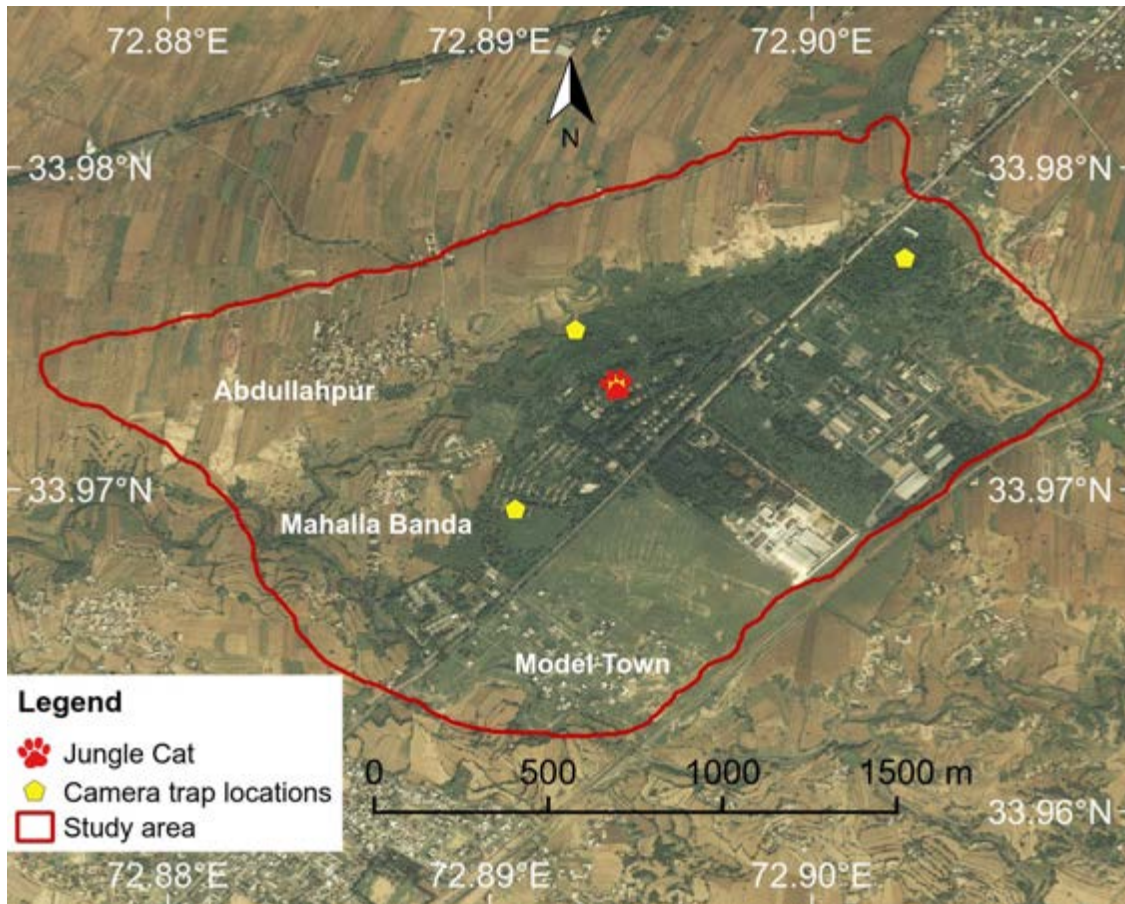 72.88°E 72.89°E 72.90°E
N
33.98°N 33.98°N
Abdullahpur
33.97°N 33.97°N
Mahalla Banda
Model Town
Legend
Jungle Cat
Camera trap locations
Study area
0 500 1000 1500 m
33.96°N
72.88°E 72.89°E 72.90°E